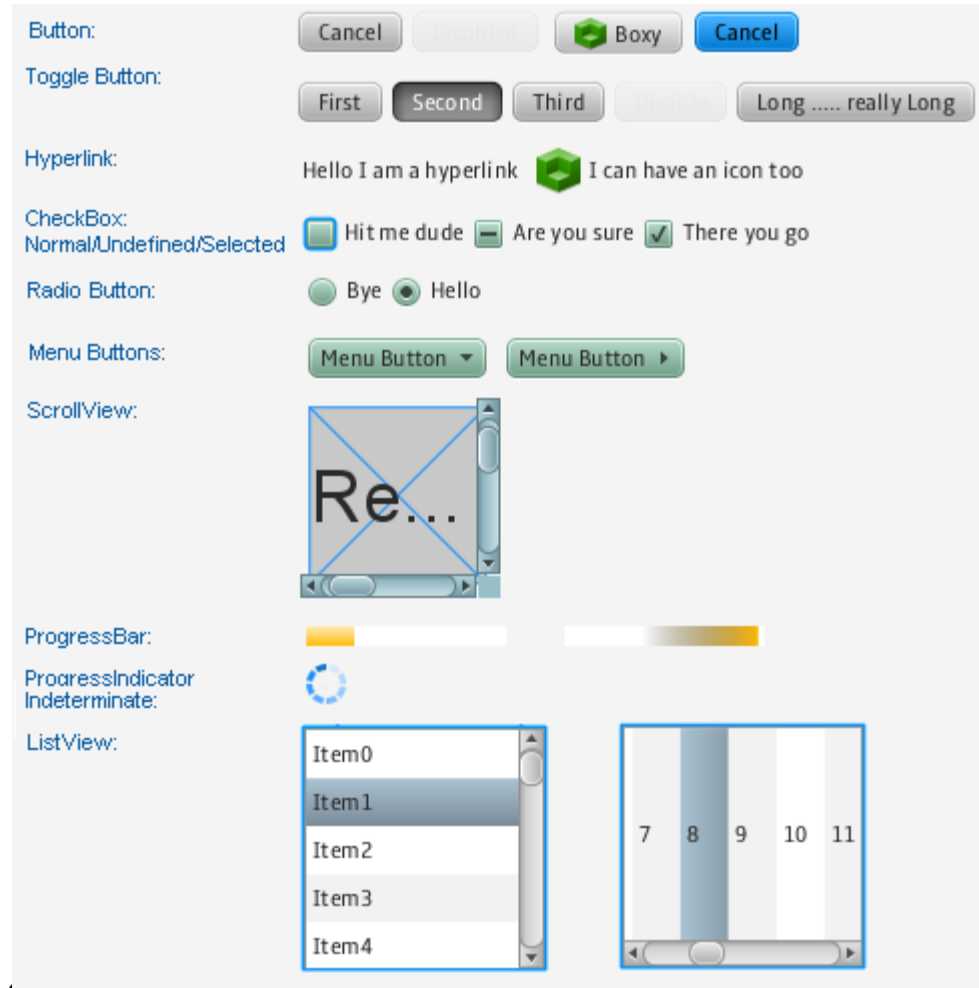 Button:
Cancel Disabled Boxy Cancel
Toggle Button:
First Second Third Disable Long ..... really Long
Hyperlink:
Hello I am a hyperlink I can have an icon too
CheckBox:
Normal/Undefined/Selected
Hit me dude Are you sure There you go
Radio Button:
Bye Hello
Menu Buttons:
Menu Button Menu Button
ScrollView:
Re...
ProgressBar:
ProgressIndicator
Indeterminate:
ListView:
Item0
Item1
Item2
Item3
Item4
7 8 9 10 11